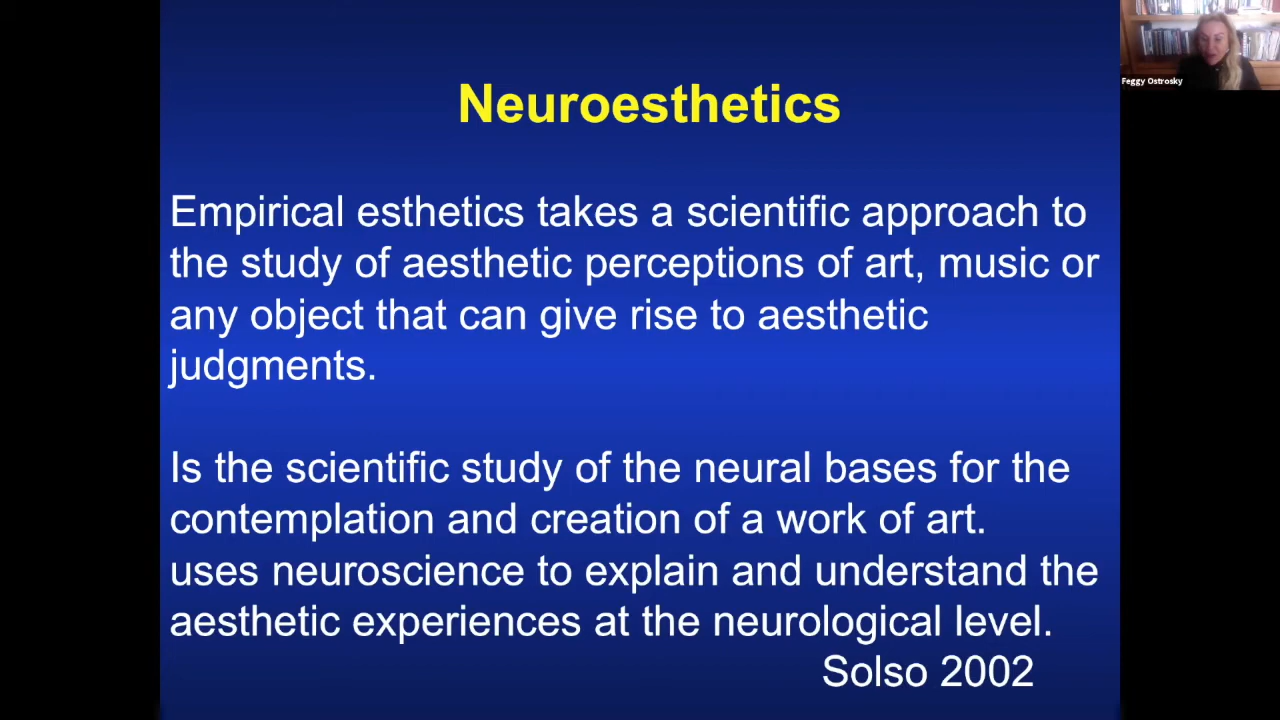 Neuroesthetics
Feggy Ostrosky
Empirical esthetics takes a scientific approach to
the study of aesthetic perceptions of art, music or
any object that can give rise to aesthetic
judgments.
Is the scientific study of the neural bases for the
contemplation and creation of a work of art.
uses neuroscience to explain and understand the
aesthetic experiences at the neurological level.
Solso 2002